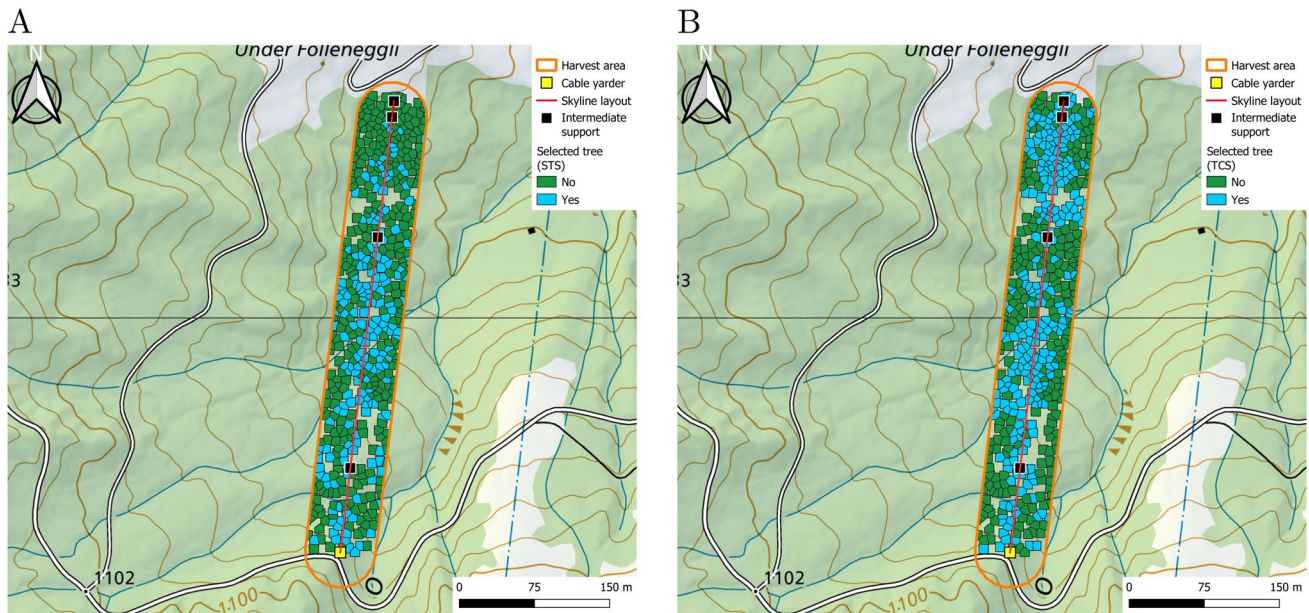 A
Under Folleneggli
N
Harvest area
Cable yarder
Skyline layout
Intermediate
support
Selected tree
(STS)
No
Yes
33
1102
1100
0 75 150 m
B
Under Folleneggli
N
Harvest area
Cable yarder
Skyline layout
Intermediate
support
Selected tree
(TCS)
No
Yes
33
1102
1100
0 75 150 m